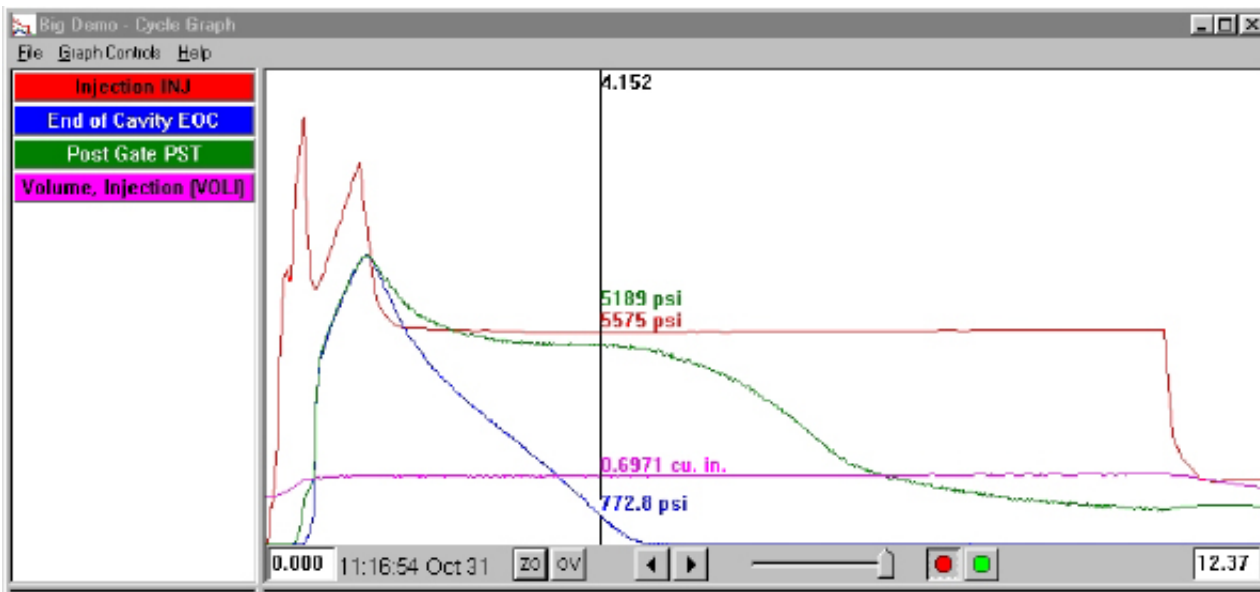 Big Demo - Cycle Graph
File Graph Controls Help
Injection INJ
End of Cavity EOC
Post Gate PST
Volume, Injection (VOLI)
4.152
5189 psi
5575 psi
0.6971 cu. in.
772.8 psi
0.000 11:16:54 Oct 31 ZO OV 12.37